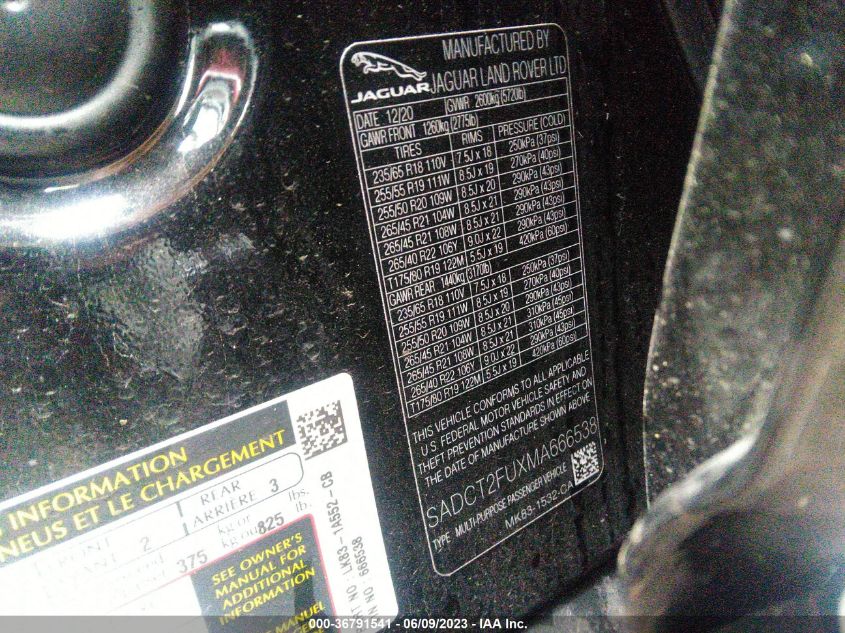 MANUFACTURED BY
JAGUAR LAND ROVER LTD
JAGUAR
DATE 12/20 GVWR 2600kg (5720lb)
GAWR FRONT 1260kg (2775lb)
TIRES RIMS PRESSURE (COLD)
235/65 R18 110V 7.5J x 18 250kPa (37psi)
255/55 R19 111W 8.5J x 19 270kPa (40psi)
255/50 R20 109W 8.5J x 20 290kPa (43psi)
265/45 R21 104W 8.5J x 21 290kPa (43psi)
265/45 R21 108W 8.5J x 21 290kPa (43psi)
265/40 R22 106Y 9.0J x 22 290kPa (43psi)
T175/80 R19 122M 5.5J x 19 420kPa (60psi)
GAWR REAR 1440kg (3170lb)
235/65 R18 110V 7.5J x 18 250kPa (37psi)
255/55 R19 111W 8.5J x 19 270kPa (40psi)
255/50 R20 109W 8.5J x 20 290kPa (43psi)
265/45 R21 104W 8.5J x 21 310kPa (45psi)
265/45 R21 108W 8.5J x 21 310kPa (45psi)
265/40 R22 106Y 9.0J x 22 290kPa (43psi)
T175/80 R19 122M 5.5J x 19 420kPa (60psi)
THIS VEHICLE CONFORMS TO ALL APPLICABLE
U.S. FEDERAL MOTOR VEHICLE SAFETY AND
THEFT PREVENTION STANDARDS IN EFFECT ON
THE DATE OF MANUFACTURE SHOWN ABOVE
SADCT2FUXMA666538
TYPE MULTI-PURPOSE PASSENGER VEHICLE
MK83-1532-CA
INFORMATION
NEUS ET LE CHARGEMENT
2 REAR ARRIÈRE 3
375 kg or kg ou 825 lbs. lb.
SEE OWNER'S
MANUAL FOR
ADDITIONAL
INFORMATION
MANUEL
LK83-1A552-CB
666538
000-36791541 - 06/09/2023 - IAA Inc.